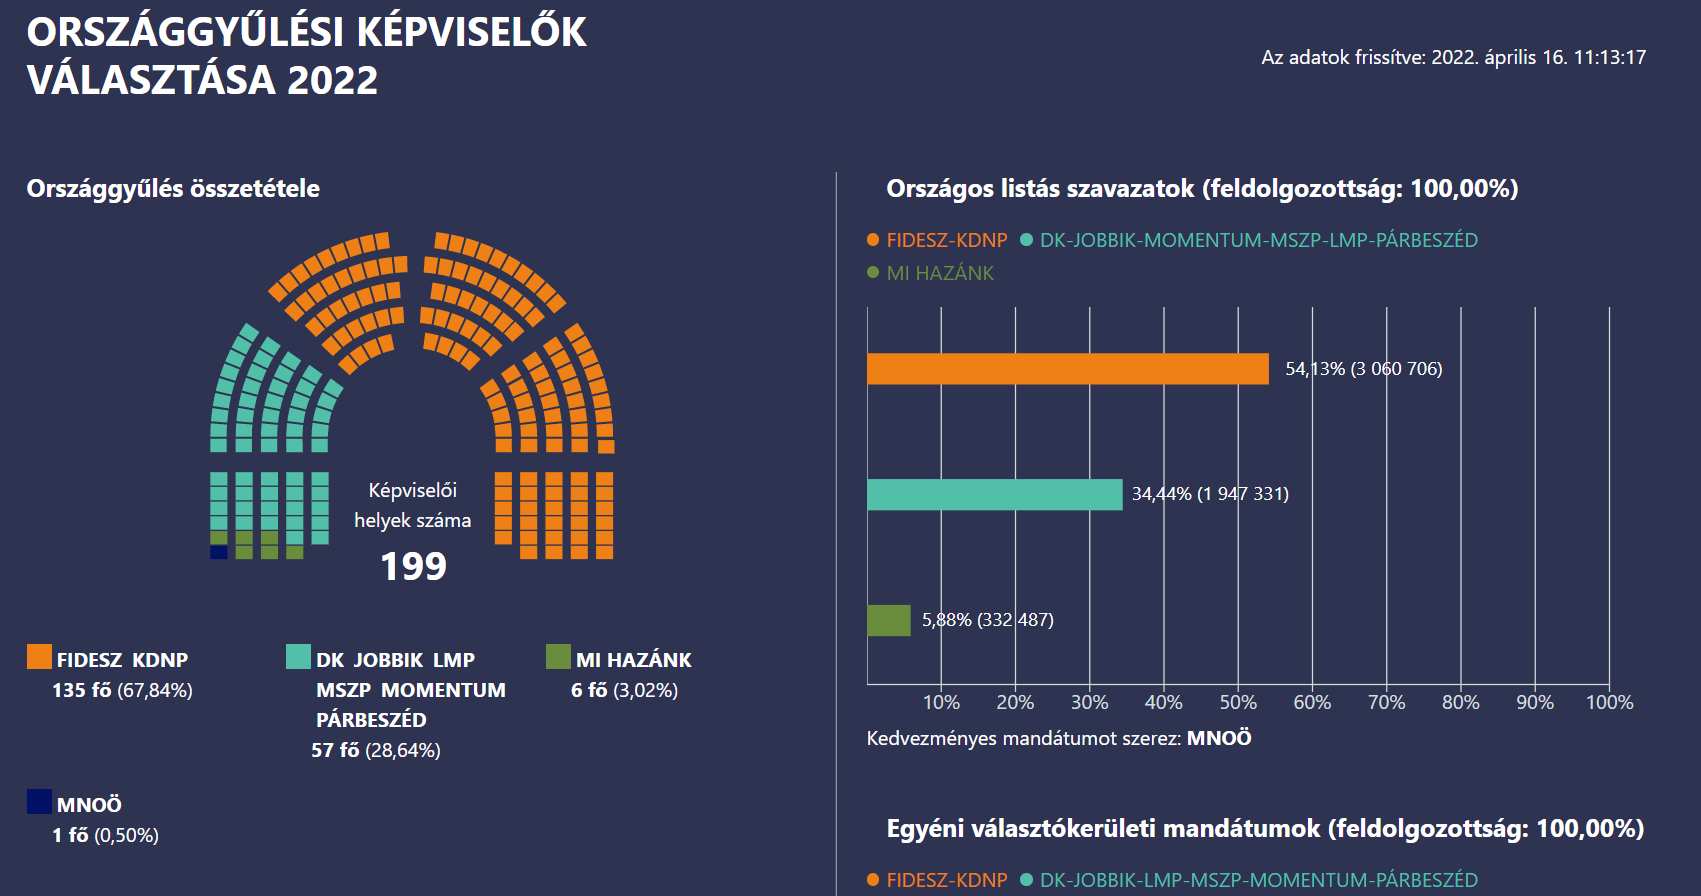 ORSZÁGGYŰLÉSI KÉPVISELŐK
VÁLASZTÁSA 2022
Az adatok frissítve: 2022. április 16. 11:13:17
Országgyűlés összetétele
Képviselői
helyek száma
199
FIDESZ KDNP
135 fő (67,84%)
DK JOBBIK LMP
MSZP MOMENTUM
PÁRBESZÉD
57 fő (28,64%)
MI HAZÁNK
6 fő (3,02%)
MNOÖ
1 fő (0,50%)
Országos listás szavazatok (feldolgozottság: 100,00%)
FIDESZ-KDNP DK-JOBBIK-MOMENTUM-MSZP-LMP-PÁRBESZÉD
MI HAZÁNK
54,13% (3 060 706)
34,44% (1 947 331)
5,88% (332 487)
10% 20% 30% 40% 50% 60% 70% 80% 90% 100%
Kedvezményes mandátumot szerez: MNOÖ
Egyéni választókerületi mandátumok (feldolgozottság: 100,00%)
FIDESZ-KDNP DK-JOBBIK-LMP-MSZP-MOMENTUM-PÁRBESZÉD